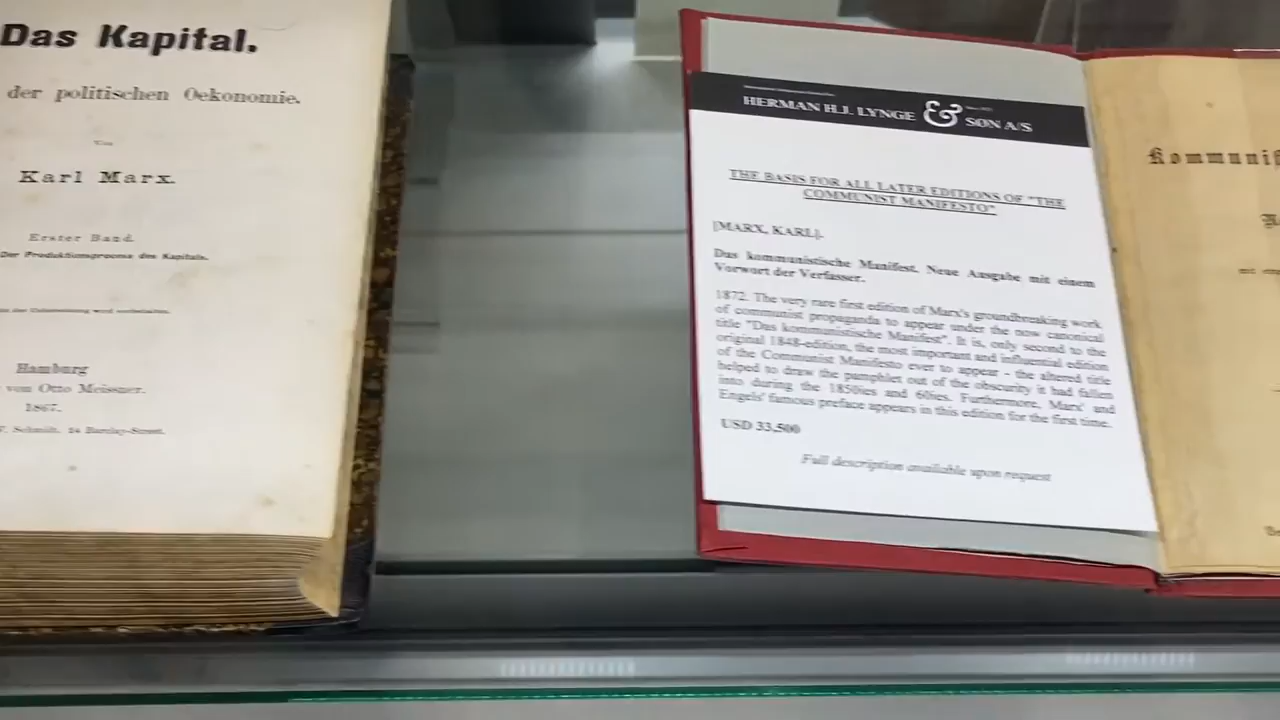 Das Kapital.
der politischen Oekonomie.
Von
Karl Marx.
Erster Band.
Der Produktionsprocess des Kapitals.
Hamburg
von Otto Meissner.
1867.
Schmidt. 24 Barclay-Street.
HERMAN H.J. LYNGE & SØN A/S
THE BASIS FOR ALL LATER EDITIONS OF "THE
COMMUNIST MANIFESTO"
[MARX, KARL].
Das kommunistische Manifest. Neue Ausgabe mit einem
Vorwort der Verfasser.
1872. The very rare first edition of Marx's groundbreaking work
of communist propaganda to appear under the now canonical
title "Das kommunistische Manifest". It is, only second to the
original 1848-edition, the most important and influential edition
of the Communist Manifesto ever to appear - the altered title
helped to draw the pamphlet out of the obscurity it had fallen
into during the 1850ies and 60ies. Furthermore, Marx' and
Engels' famous preface appears in this edition for the first time.
USD 33,500
Full description available upon request
Kommunis